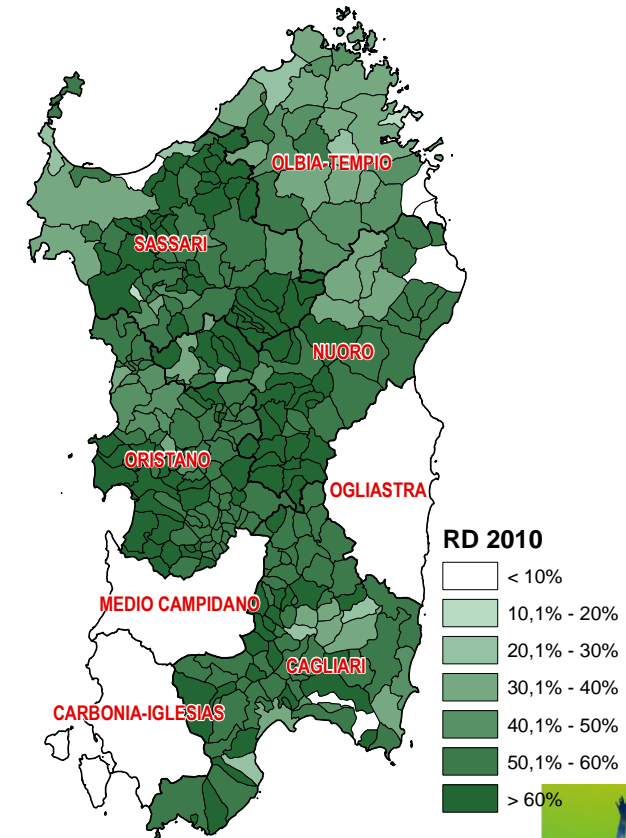 OLBIA-TEMPIO
SASSARI
NUORO
ORISTANO
OGLIASTRA
RD 2010
< 10%
MEDIO CAMPIDANO
10,1% - 20%
20,1% - 30%
30,1% - 40%
CAGLIARI
CARBONIA-IGLESIAS
40,1% - 50%
50,1% - 60%
> 60%